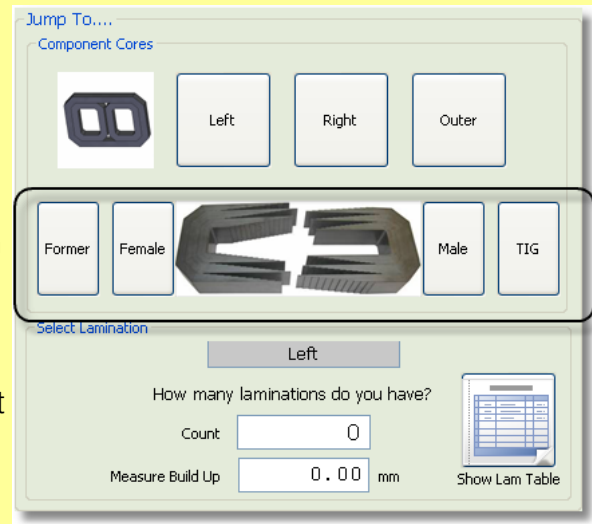 Jump To....
Component Cores
Left Right Outer
Former Female Male TIG
Select Lamination
Left
How many laminations do you have?
Count 0
Measure Build Up 0.00 mm
Show Lam Table